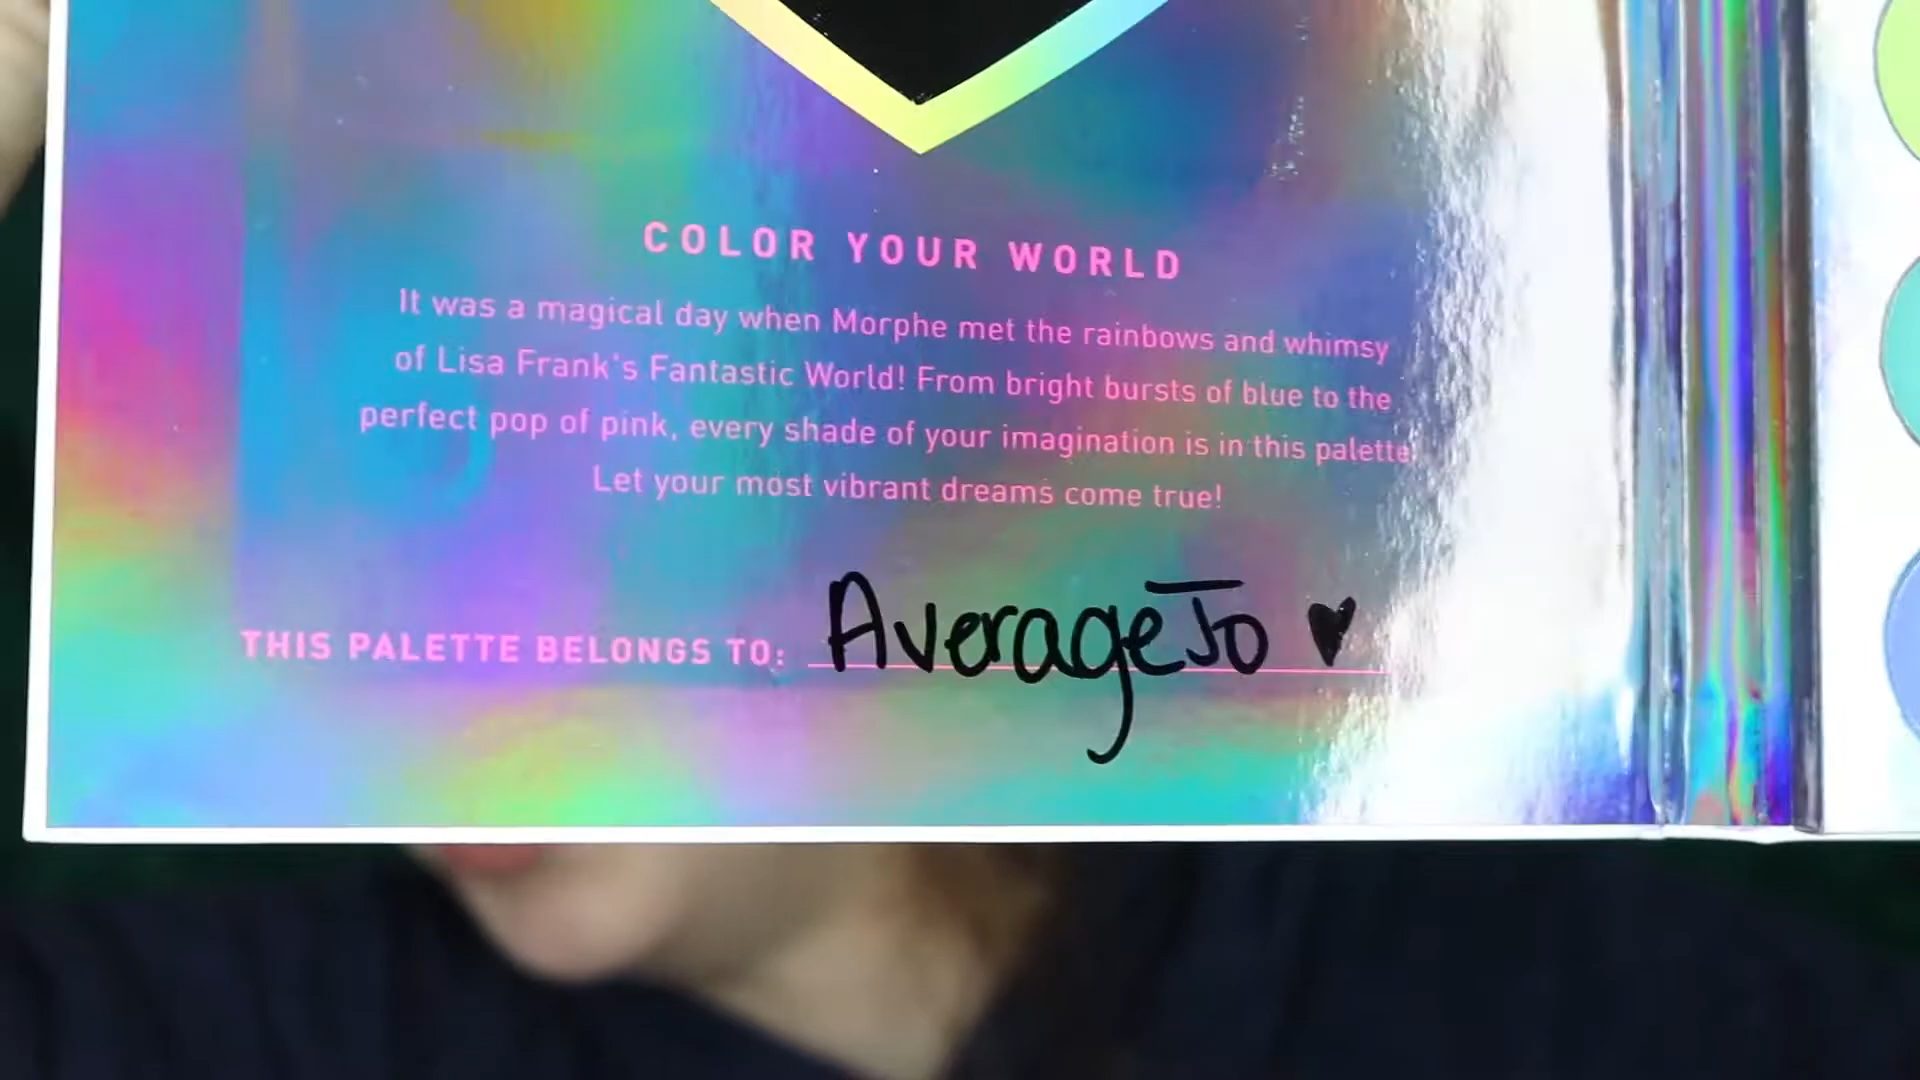 COLOR YOUR WORLD
It was a magical day when Morphe met the rainbows and whimsy
of Lisa Frank's Fantastic World! From bright bursts of blue to the
perfect pop of pink, every shade of your imagination is in this palette!
Let your most vibrant dreams come true!
THIS PALETTE BELONGS TO: AverageJo ♥